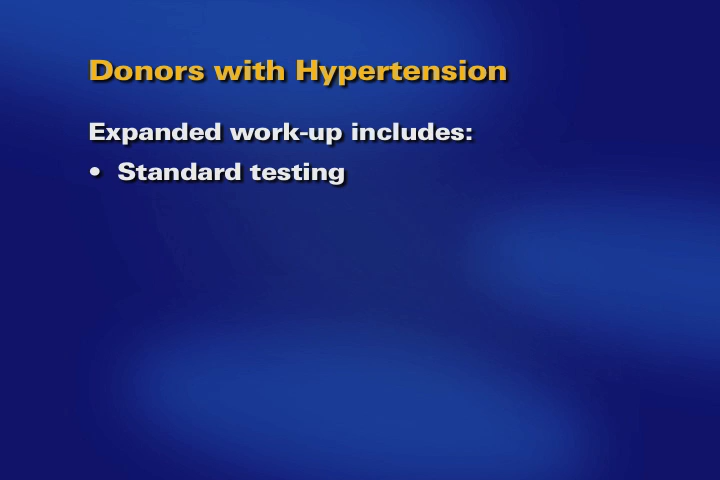 Donors with Hypertension
Expanded work-up includes:
• Standard testing